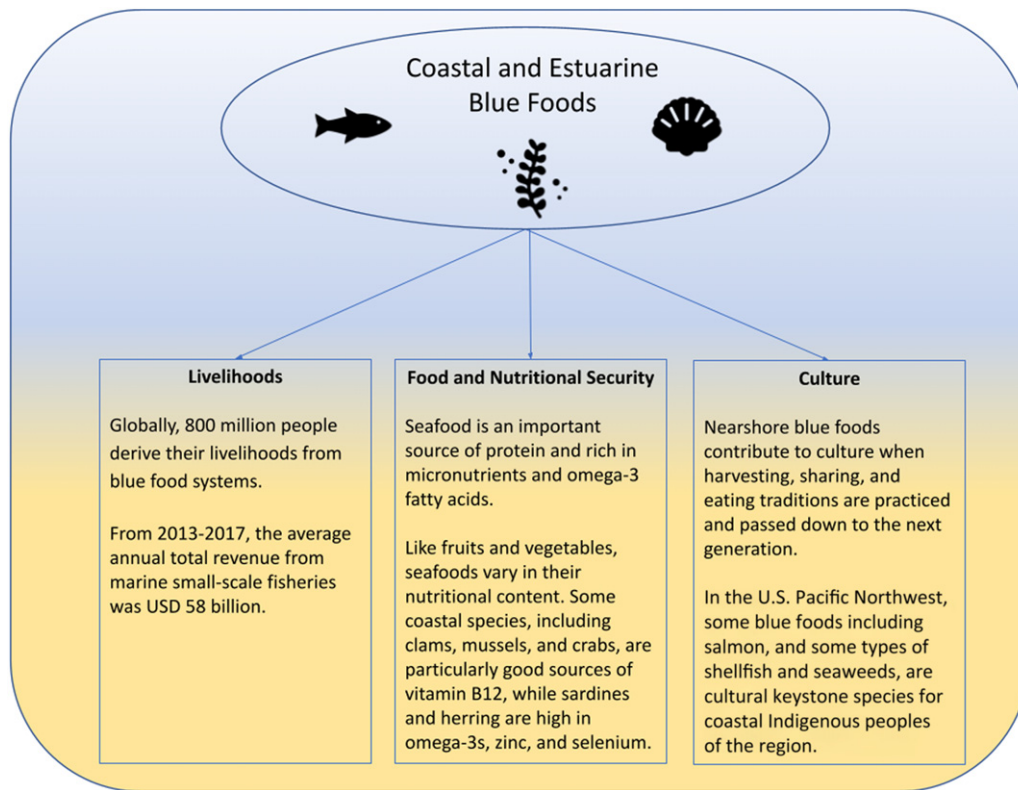 Coastal and Estuarine
Blue Foods
Livelihoods
Globally, 800 million people
derive their livelihoods from
blue food systems.
From 2013-2017, the average
annual total revenue from
marine small-scale fisheries
was USD 58 billion.
Food and Nutritional Security
Seafood is an important
source of protein and rich in
micronutrients and omega-3
fatty acids.
Like fruits and vegetables,
seafoods vary in their
nutritional content. Some
coastal species, including
clams, mussels, and crabs, are
particularly good sources of
vitamin B12, while sardines
and herring are high in
omega-3s, zinc, and selenium.
Culture
Nearshore blue foods
contribute to culture when
harvesting, sharing, and
eating traditions are practiced
and passed down to the next
generation.
In the U.S. Pacific Northwest,
some blue foods including
salmon, and some types of
shellfish and seaweeds, are
cultural keystone species for
coastal Indigenous peoples
of the region.